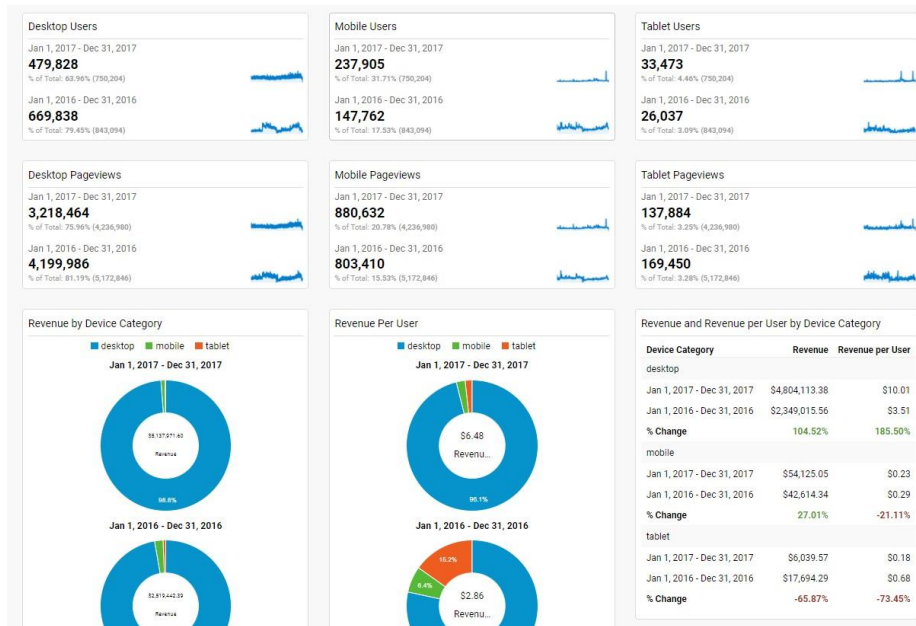 Desktop Users
Jan 1, 2017 - Dec 31, 2017
479,828
% of Total: 63.96% (750,204)
Jan 1, 2016 - Dec 31, 2016
669,838
% of Total: 79.45% (843,094)
Mobile Users
Jan 1, 2017 - Dec 31, 2017
237,905
% of Total: 31.71% (750,204)
Jan 1, 2016 - Dec 31, 2016
147,762
% of Total: 17.53% (843,094)
Tablet Users
Jan 1, 2017 - Dec 31, 2017
33,473
% of Total: 4.46% (750,204)
Jan 1, 2016 - Dec 31, 2016
26,037
% of Total: 3.09% (843,094)
Desktop Pageviews
Jan 1, 2017 - Dec 31, 2017
3,218,464
% of Total: 75.96% (4,236,980)
Jan 1, 2016 - Dec 31, 2016
4,199,986
% of Total: 81.19% (5,172,846)
Mobile Pageviews
Jan 1, 2017 - Dec 31, 2017
880,632
% of Total: 20.78% (4,236,980)
Jan 1, 2016 - Dec 31, 2016
803,410
% of Total: 15.53% (5,172,846)
Tablet Pageviews
Jan 1, 2017 - Dec 31, 2017
137,884
% of Total: 3.25% (4,236,980)
Jan 1, 2016 - Dec 31, 2016
169,450
% of Total: 3.28% (5,172,846)
Revenue by Device Category
desktop mobile tablet
Jan 1, 2017 - Dec 31, 2017
Revenue
Jan 1, 2016 - Dec 31, 2016
Revenue
Revenue Per User
desktop mobile tablet
Jan 1, 2017 - Dec 31, 2017
$6.48
Revenu...
96.1%
Jan 1, 2016 - Dec 31, 2016
$2.86
Revenu...
Revenue and Revenue per User by Device Category
Device Category Revenue Revenue per User
desktop
Jan 1, 2017 - Dec 31, 2017 $4,804,113.38 $10.01
Jan 1, 2016 - Dec 31, 2016 $2,349,015.56 $3.51
% Change 104.52% 185.50%
mobile
Jan 1, 2017 - Dec 31, 2017 $54,125.05 $0.23
Jan 1, 2016 - Dec 31, 2016 $42,614.34 $0.29
% Change 27.01% -21.11%
tablet
Jan 1, 2017 - Dec 31, 2017 $6,039.57 $0.18
Jan 1, 2016 - Dec 31, 2016 $17,694.29 $0.68
% Change -65.87% -73.45%